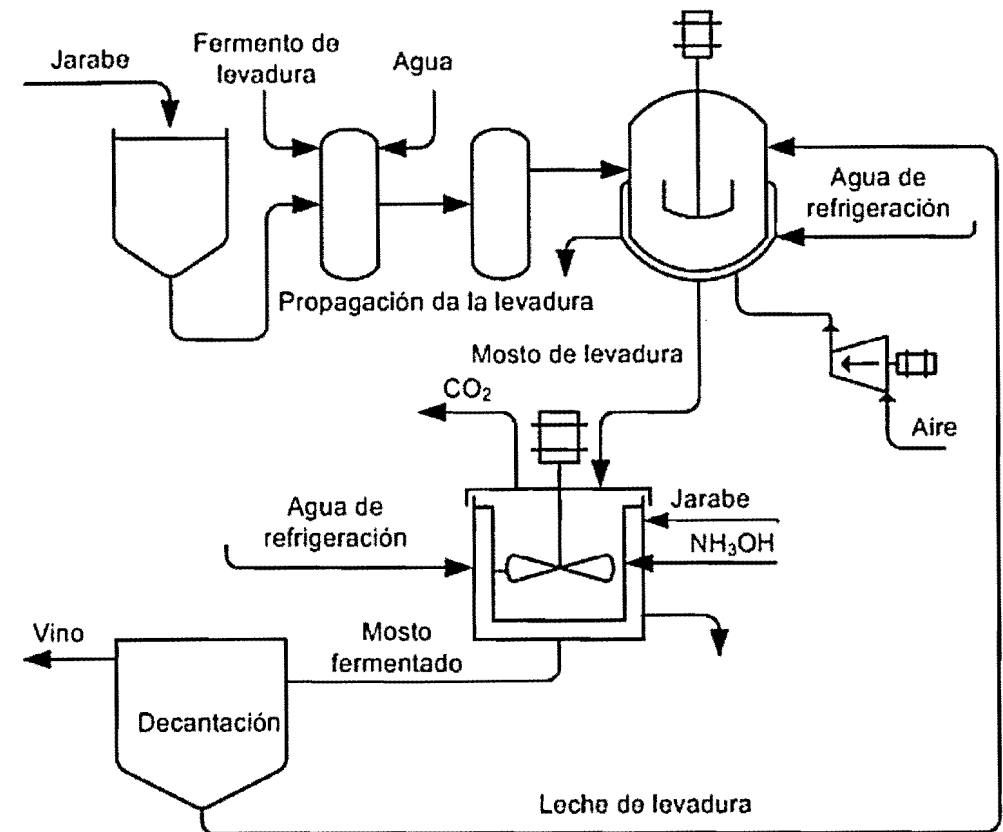 Jarabe
Fermento de
levadura
Agua
Agua de
refrigeración
Propagación da la levadura
Mosto de levadura
CO₂
Aire
Agua de
refrigeración
Jarabe
NH₃OH
Vino
Mosto
fermentado
Decantación
Leche de levadura